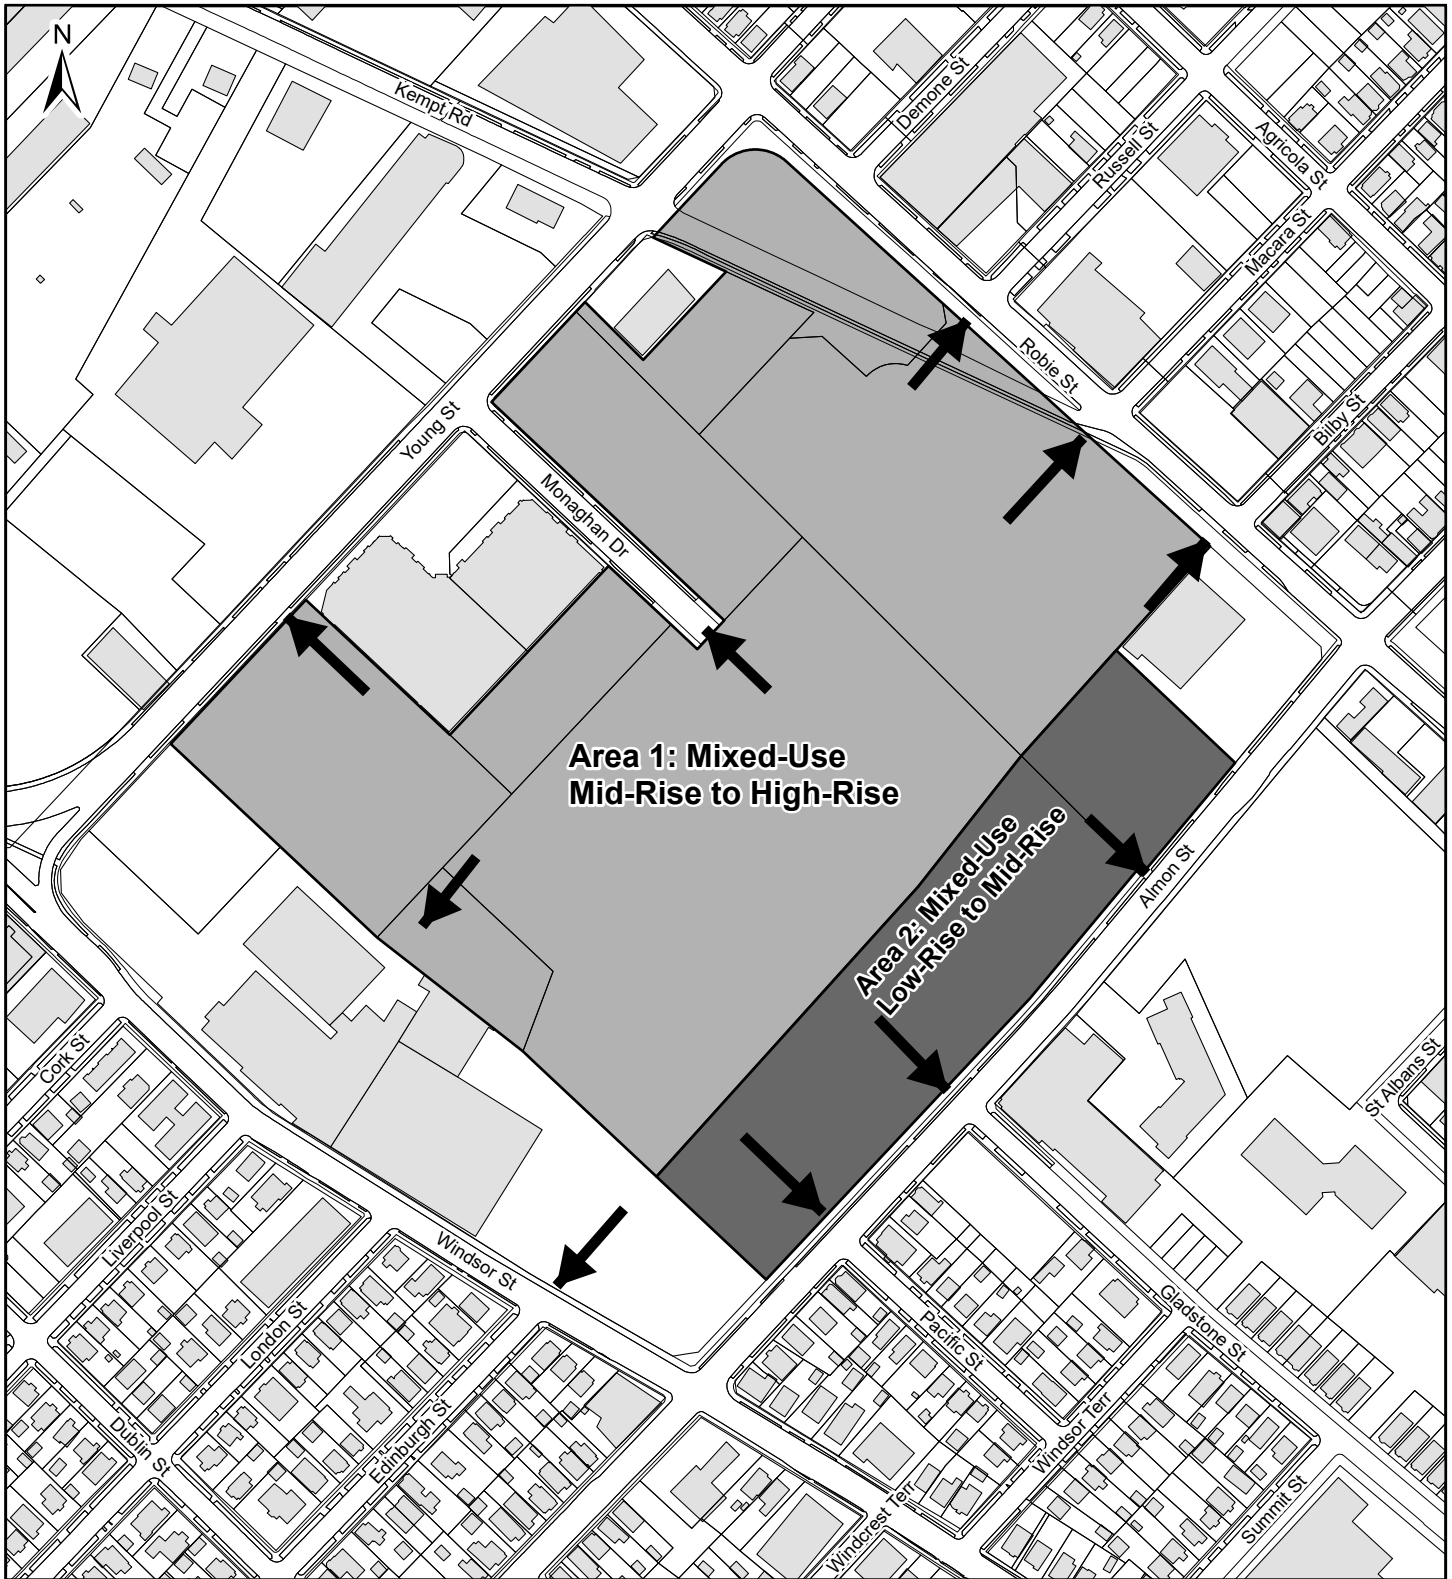 N
Kempt Rd
Demone St
Russell St
Agricola St
Macara St
Robie St
Bilby St
Young St
Monaghan Dr
Area 1: Mixed-Use
Mid-Rise to High-Rise
Area 2: Mixed-Use
Low-Rise to Mid-Rise
Almon St
Cork St
St Albans St
Liverpool St
Windsor St
London St
Gladstone St
Pacific St
Dublin St
Edinburgh St
Windsor Terr
Windcrest Terr
Summit St